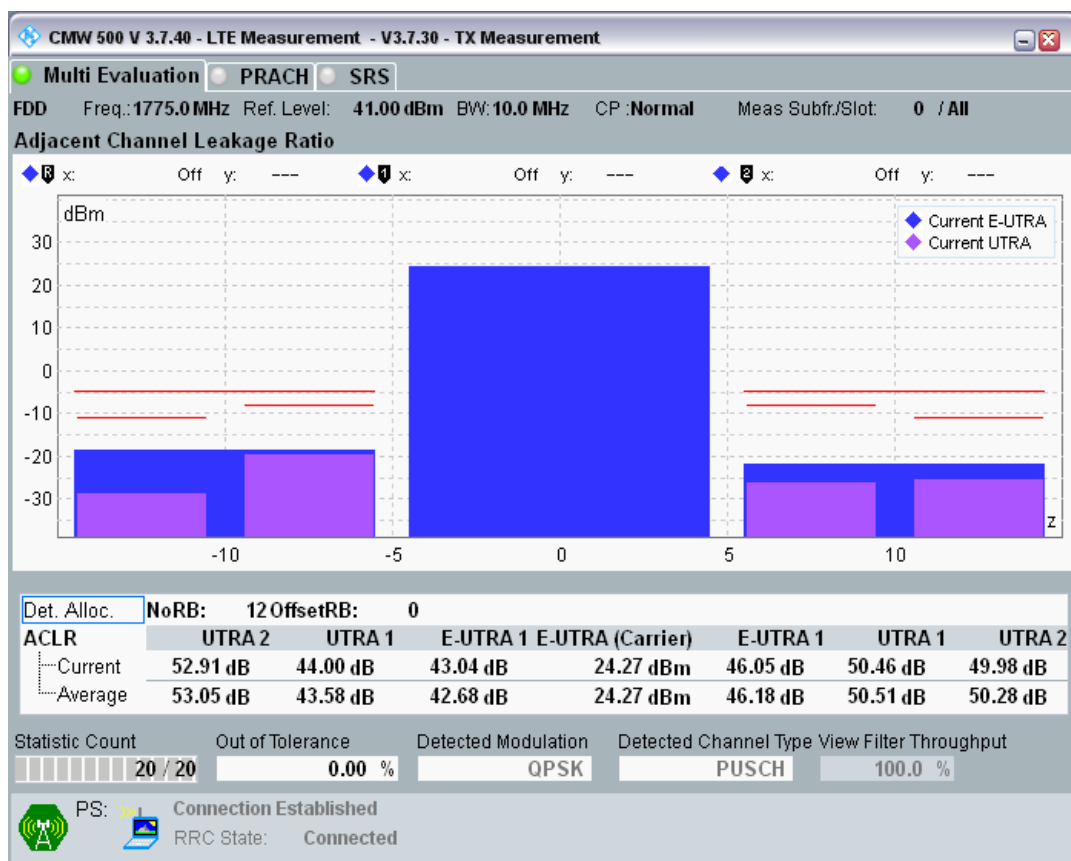 CMW 500 V 3.7.40 - LTE Measurement - V3.7.30 - TX Measurement
Multi Evaluation PRACH SRS
FDD Freq.: 1775.0 MHz Ref. Level: 41.00 dBm BW: 10.0 MHz CP : Normal Meas Subfr./Slot: 0 / All
Adjacent Channel Leakage Ratio
R x: Off y: --- 1 x: Off y: --- 2 x: Off y: ---
dBm
Current E-UTRA
Current UTRA
30
20
10
0
-10
-20
-30
z
-10 -5 0 5 10
Det. Alloc. NoRB: 12 OffsetRB: 0
ACLR UTRA 2 UTRA 1 E-UTRA 1 E-UTRA (Carrier) E-UTRA 1 UTRA 1 UTRA 2
Current 52.91 dB 44.00 dB 43.04 dB 24.27 dBm 46.05 dB 50.46 dB 49.98 dB
Average 53.05 dB 43.58 dB 42.68 dB 24.27 dBm 46.18 dB 50.51 dB 50.28 dB
Statistic Count Out of Tolerance Detected Modulation Detected Channel Type View Filter Throughput
20 / 20 0.00 % QPSK PUSCH 100.0 %
PS: Connection Established
RRC State: Connected